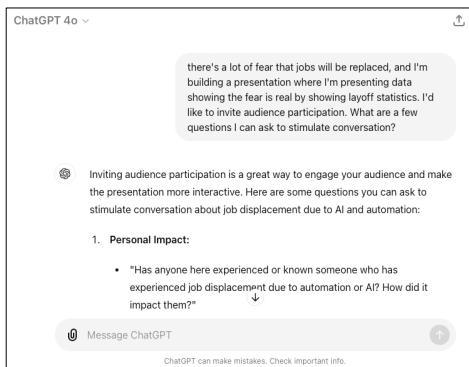 ChatGPT 4o
there's a lot of fear that jobs will be replaced, and I'm
building a presentation where I'm presenting data
showing the fear is real by showing layoff statistics. I'd
like to invite audience participation. What are a few
questions I can ask to stimulate conversation?
Inviting audience participation is a great way to engage your audience and make
the presentation more interactive. Here are some questions you can ask to
stimulate conversation about job displacement due to AI and automation:
1. Personal Impact:
• "Has anyone here experienced or known someone who has
experienced job displacement due to automation or AI? How did it
impact them?"
Message ChatGPT
ChatGPT can make mistakes. Check important info.